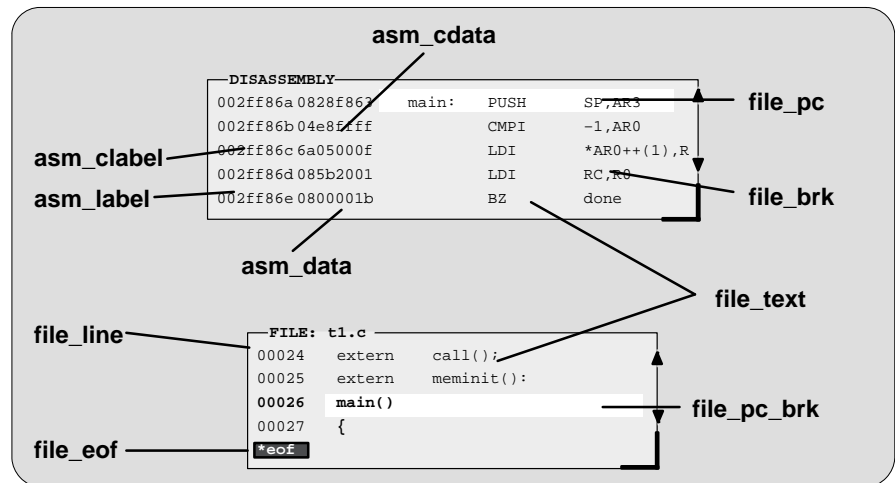 asm_cdata
DISASSEMBLY
002ff86a 0828f863 main: PUSH SP,AR3
file_pc
002ff86b 04e8ffff CMPI –1,AR0
asm_clabel
002ff86c 6a05000f LDI *AR0++(1),R
002ff86d 085b2001 LDI RC,R0
file_brk
asm_label
002ff86e 0800001b BZ done
asm_data
file_text
file_line
FILE: t1.c
00024 extern call();
00025 extern meminit():
00026 main()
file_pc_brk
00027 {
file_eof
*eof